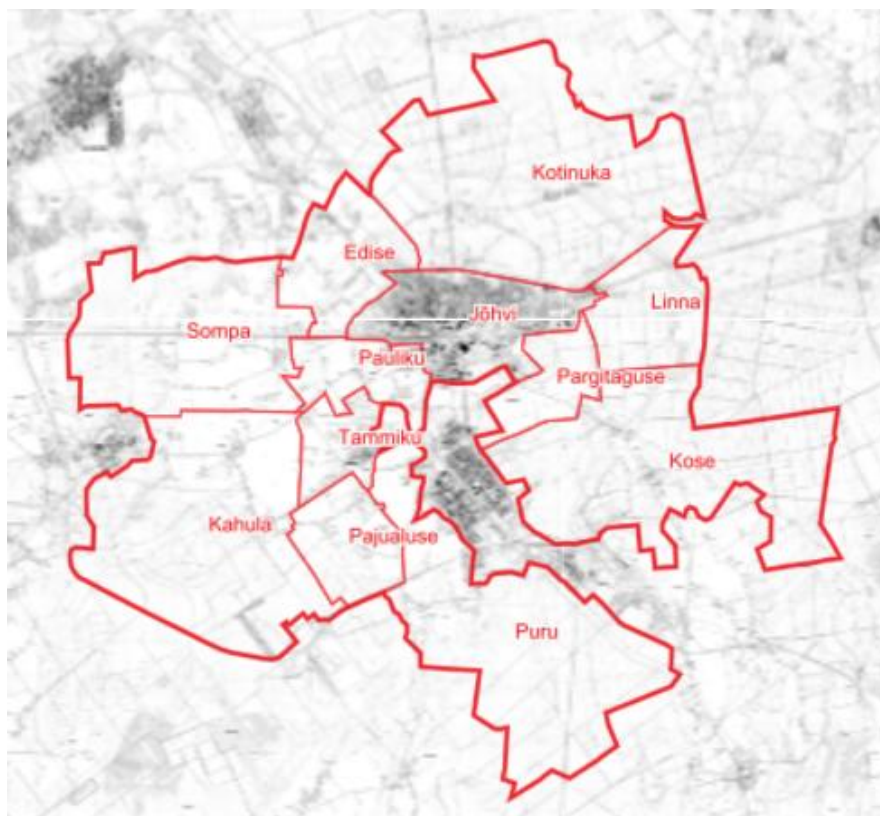 Kotinuka
Edise
Linna
Jõhvi
Sompa
Pauliku
Pargitaguse
Tammiku
Kose
Kahula
Pajualuse
Puru